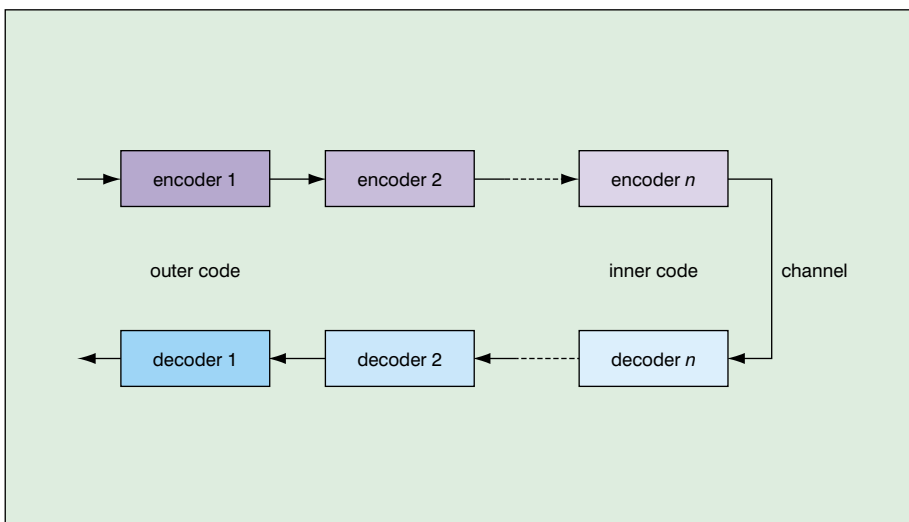 encoder 1
encoder 2
encoder n
outer code
inner code
channel
decoder 1
decoder 2
decoder n